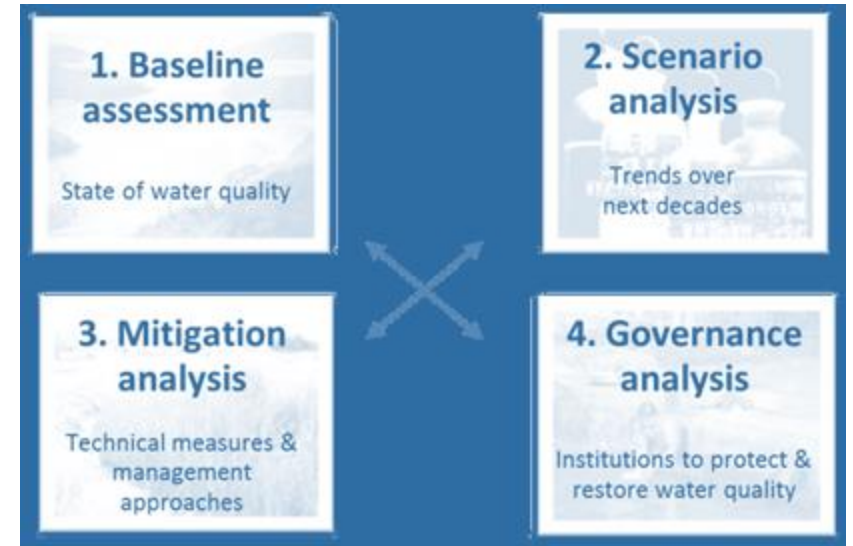 1. Baseline
assessment
State of water quality
2. Scenario
analysis
Trends over
next decades
3. Mitigation
analysis
Technical measures &
management
approaches
4. Governance
analysis
Institutions to protect &
restore water quality